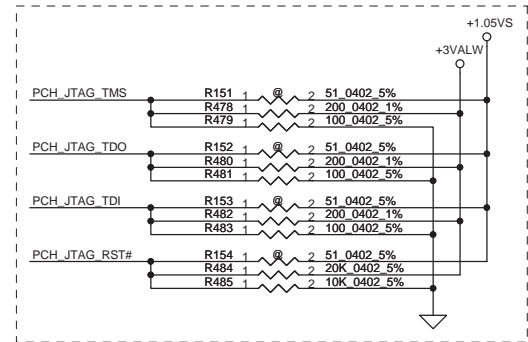 +1.05VS
+3VALW
PCH_JTAG_TMS R151 1 @ 2 51_0402_5%
R478 1 2 200_0402_1%
R479 1 2 100_0402_5%
PCH_JTAG_TDO R152 1 @ 2 51_0402_5%
R480 1 2 200_0402_1%
R481 1 2 100_0402_5%
PCH_JTAG_TDI R153 1 @ 2 51_0402_5%
R482 1 2 200_0402_1%
R483 1 2 100_0402_5%
PCH_JTAG_RST# R154 1 @ 2 51_0402_5%
R484 1 2 20K_0402_5%
R485 1 2 10K_0402_5%